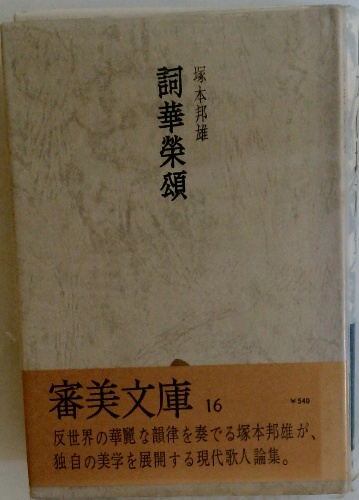 塚本邦雄
詞華榮頌
審美文庫 16
¥540
反世界の華麗な韻律を奏でる塚本邦雄が、
独自の美学を展開する現代歌人論集。